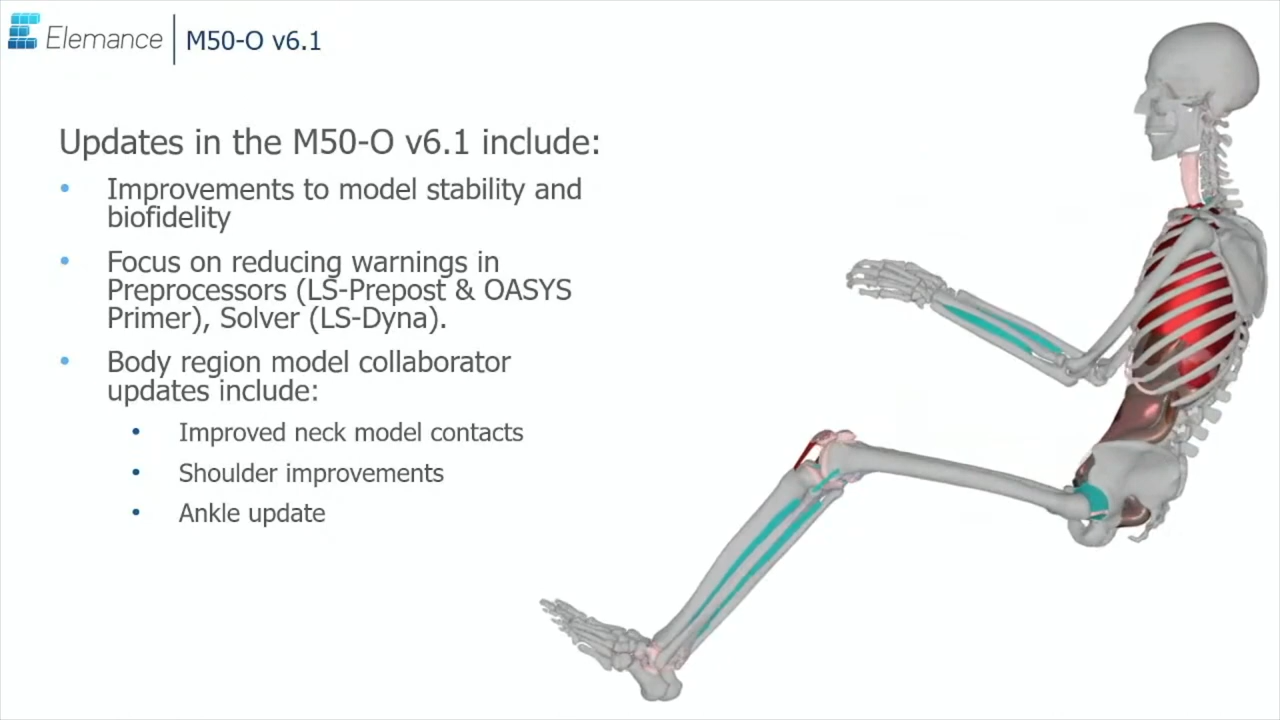 Elemance | M50-O v6.1
Updates in the M50-O v6.1 include:
• Improvements to model stability and
biofidelity
• Focus on reducing warnings in
Preprocessors (LS-Prepost & OASYS
Primer), Solver (LS-Dyna).
• Body region model collaborator
updates include:
• Improved neck model contacts
• Shoulder improvements
• Ankle update